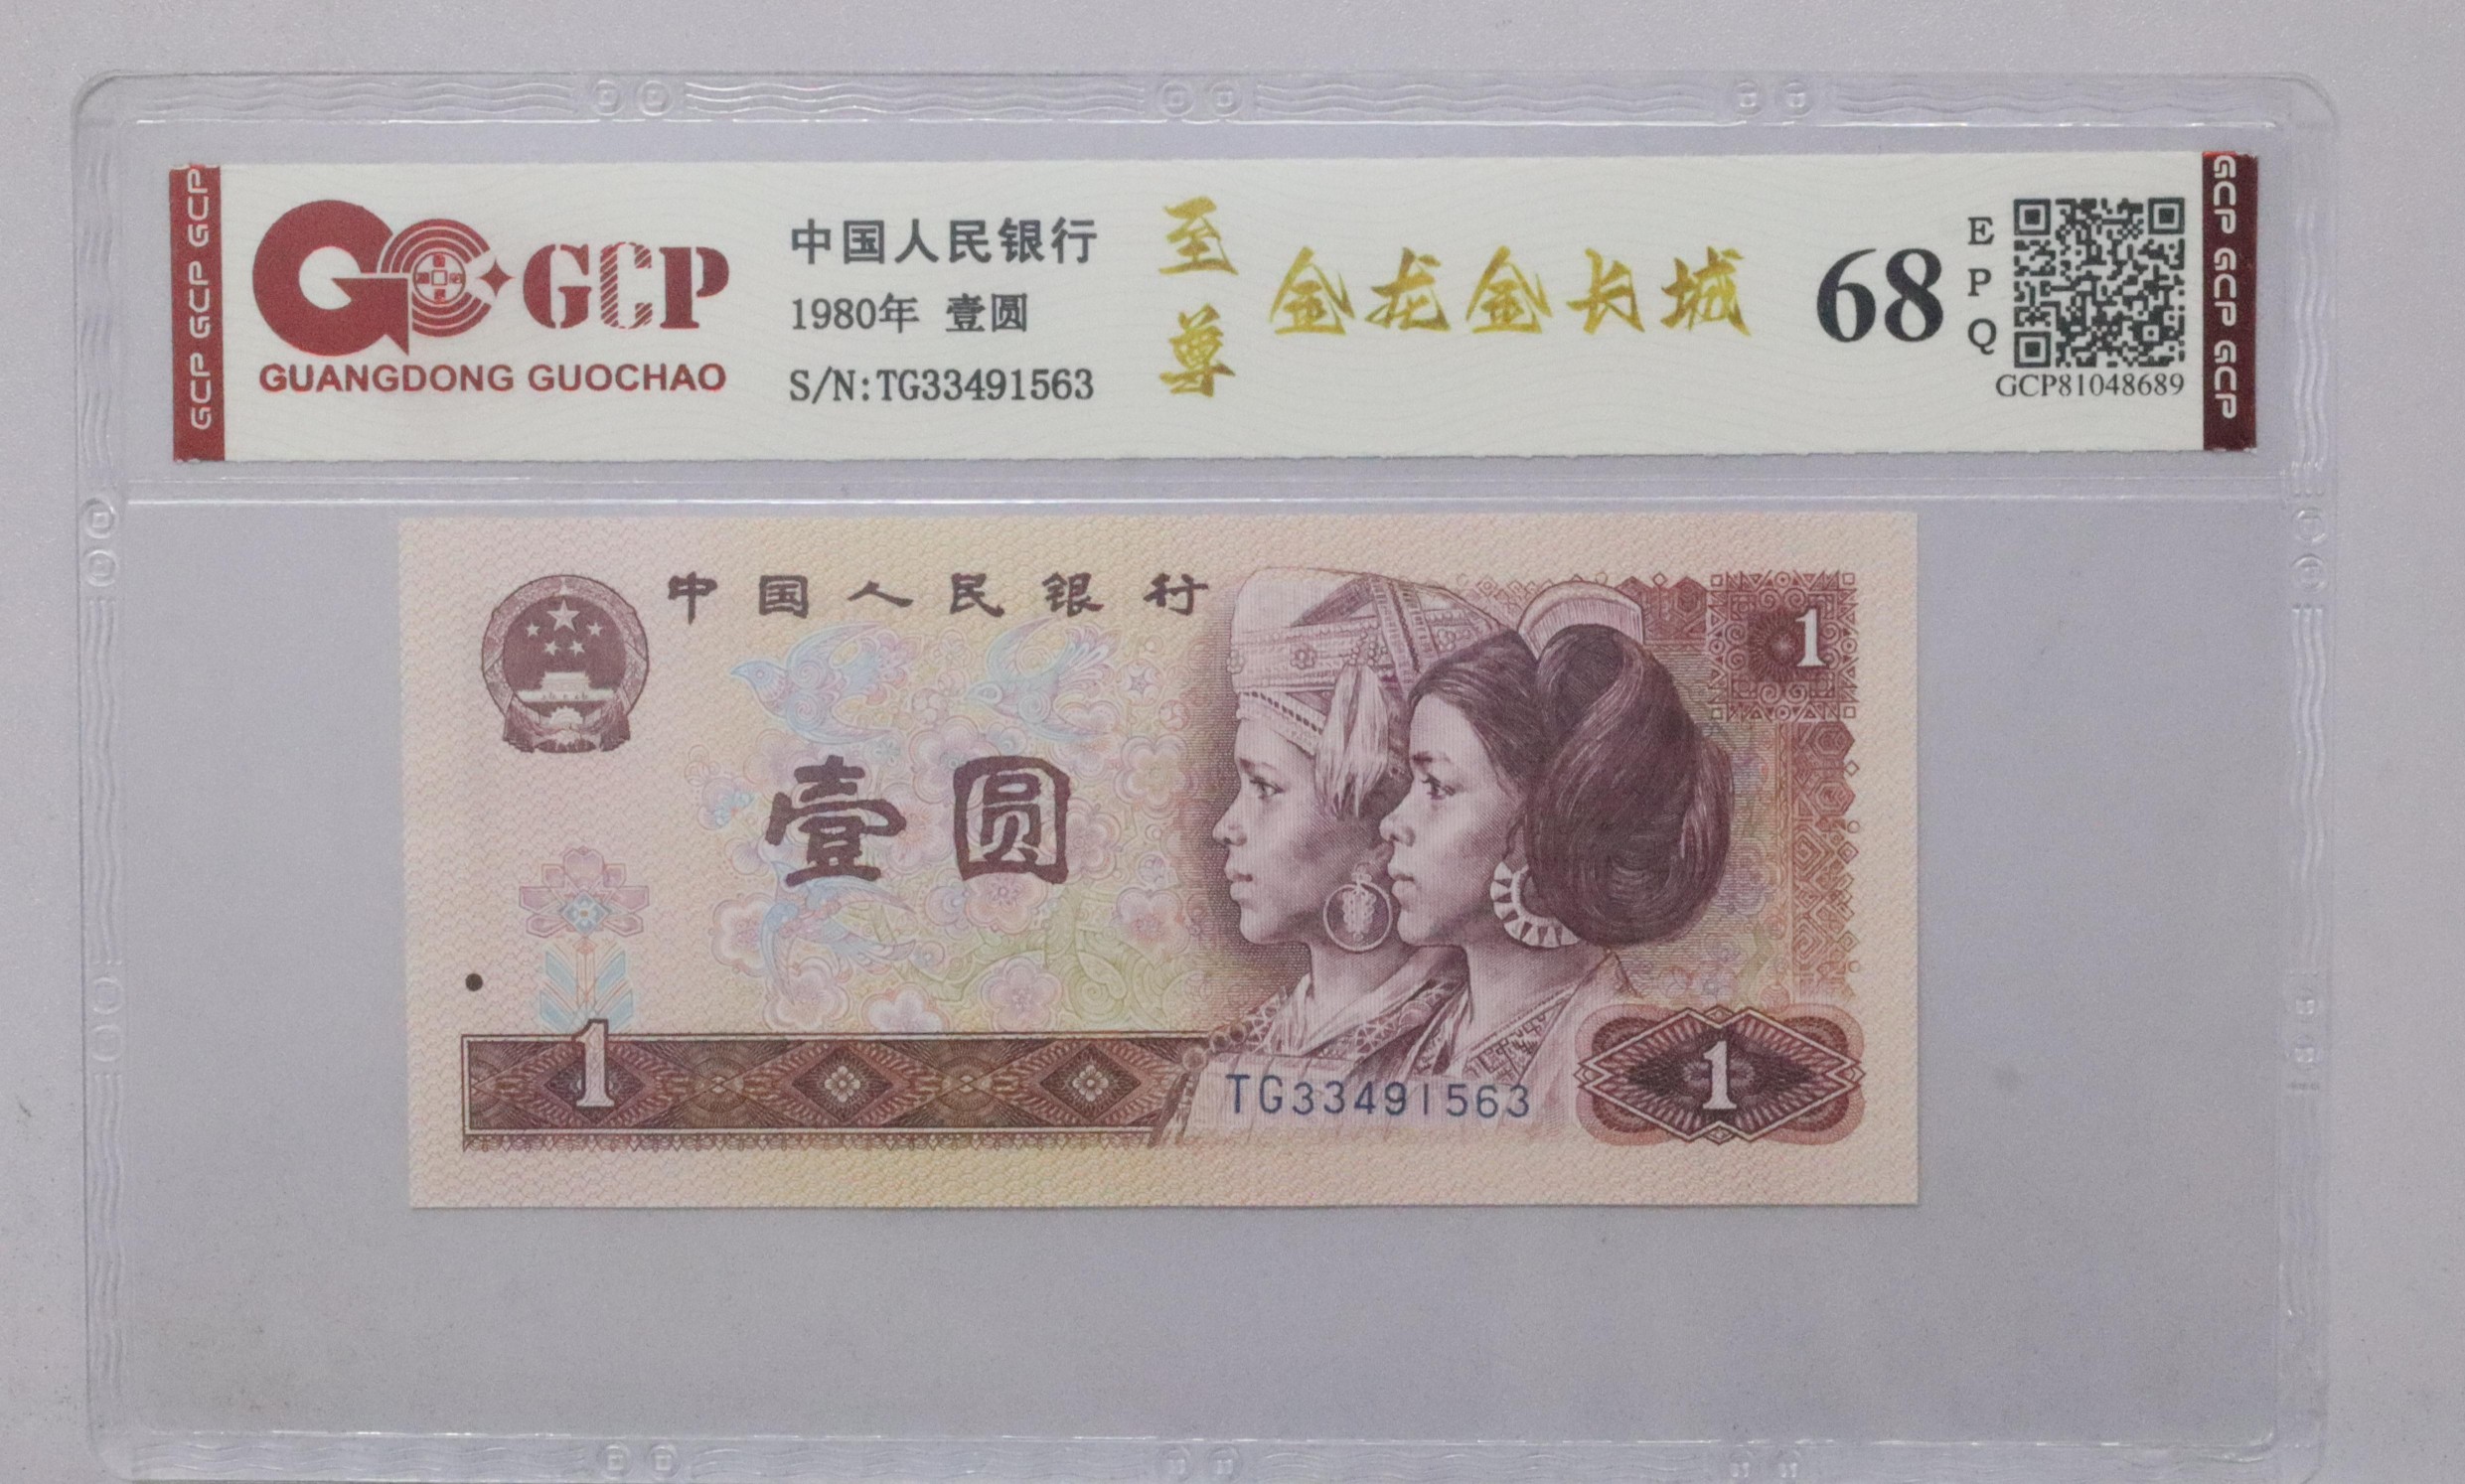 GCP GCP GCP
GCP
GUANGDONG GUOCHAO
中国人民银行
1980年 壹圆
S/N:TG33491563
至尊
金龙金长城
68
EPQ
GCP81048689
GCP GCP GCP
中国人民银行
1
壹圆
1
TG33491563
1